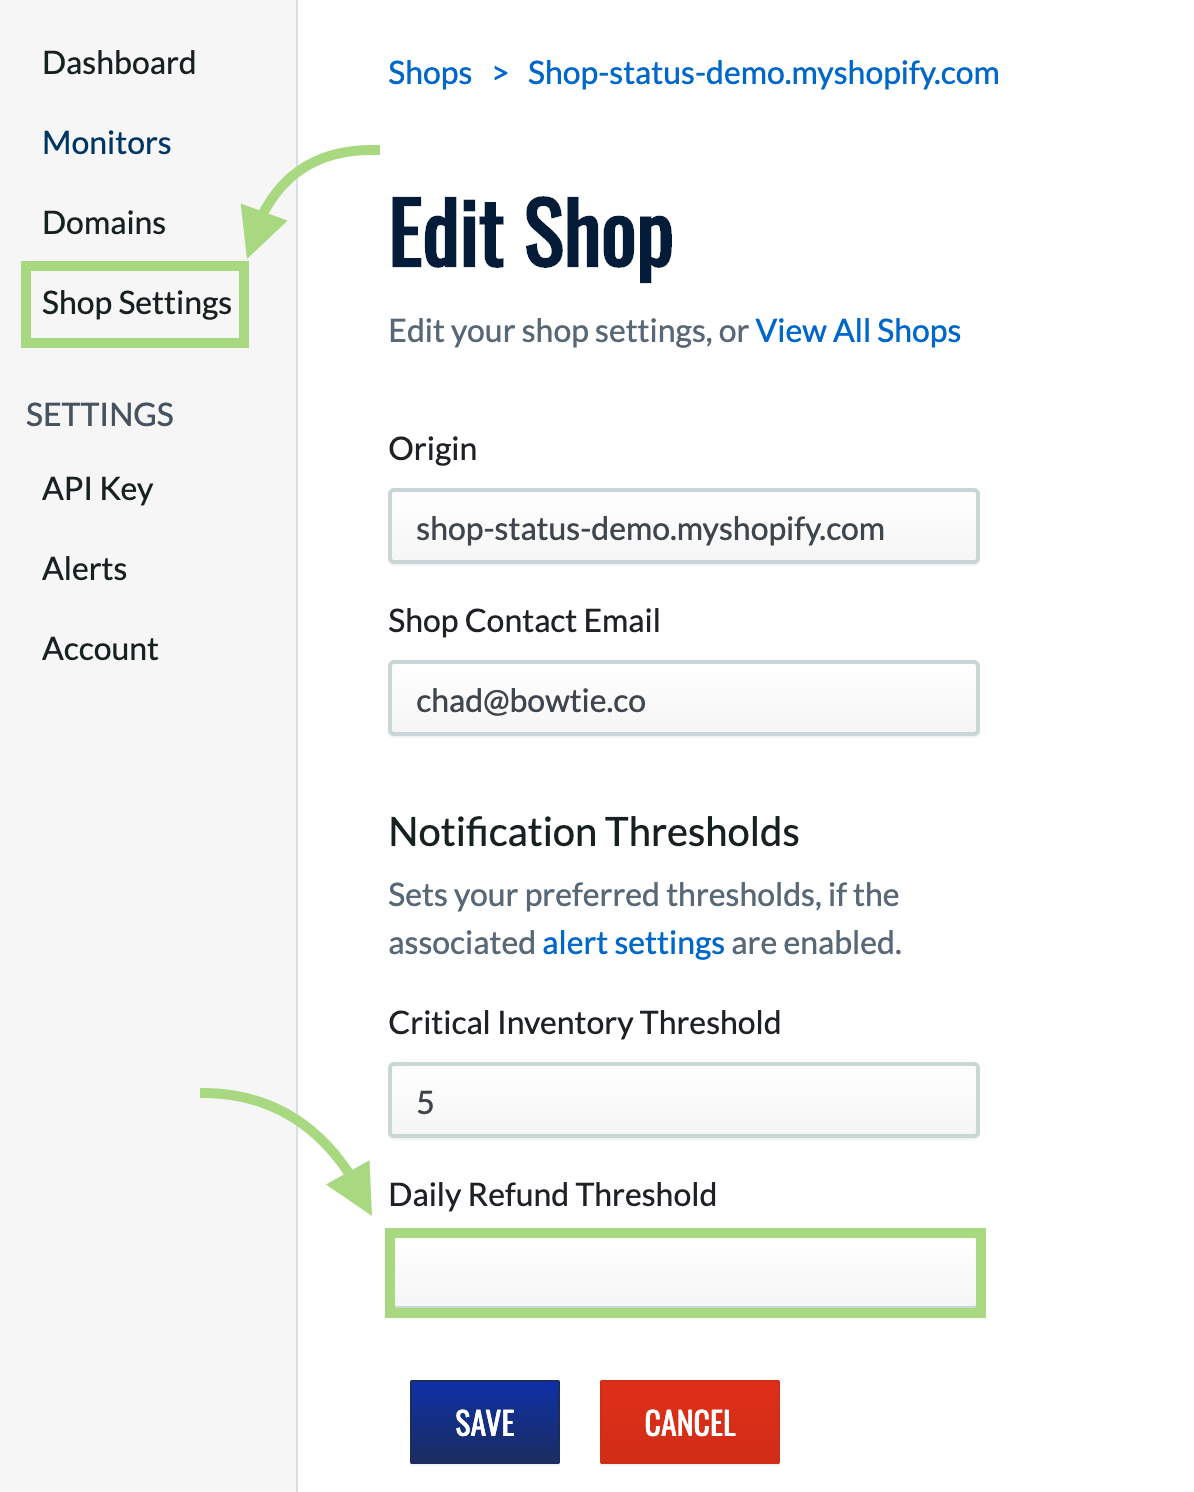 Dashboard
Monitors
Domains
Shop Settings
SETTINGS
API Key
Alerts
Account
Shops > Shop-status-demo.myshopify.com
Edit Shop
Edit your shop settings, or View All Shops
Origin
shop-status-demo.myshopify.com
Shop Contact Email
chad@bowtie.co
Notification Thresholds
Sets your preferred thresholds, if the
associated alert settings are enabled.
Critical Inventory Threshold
5
Daily Refund Threshold
SAVE CANCEL